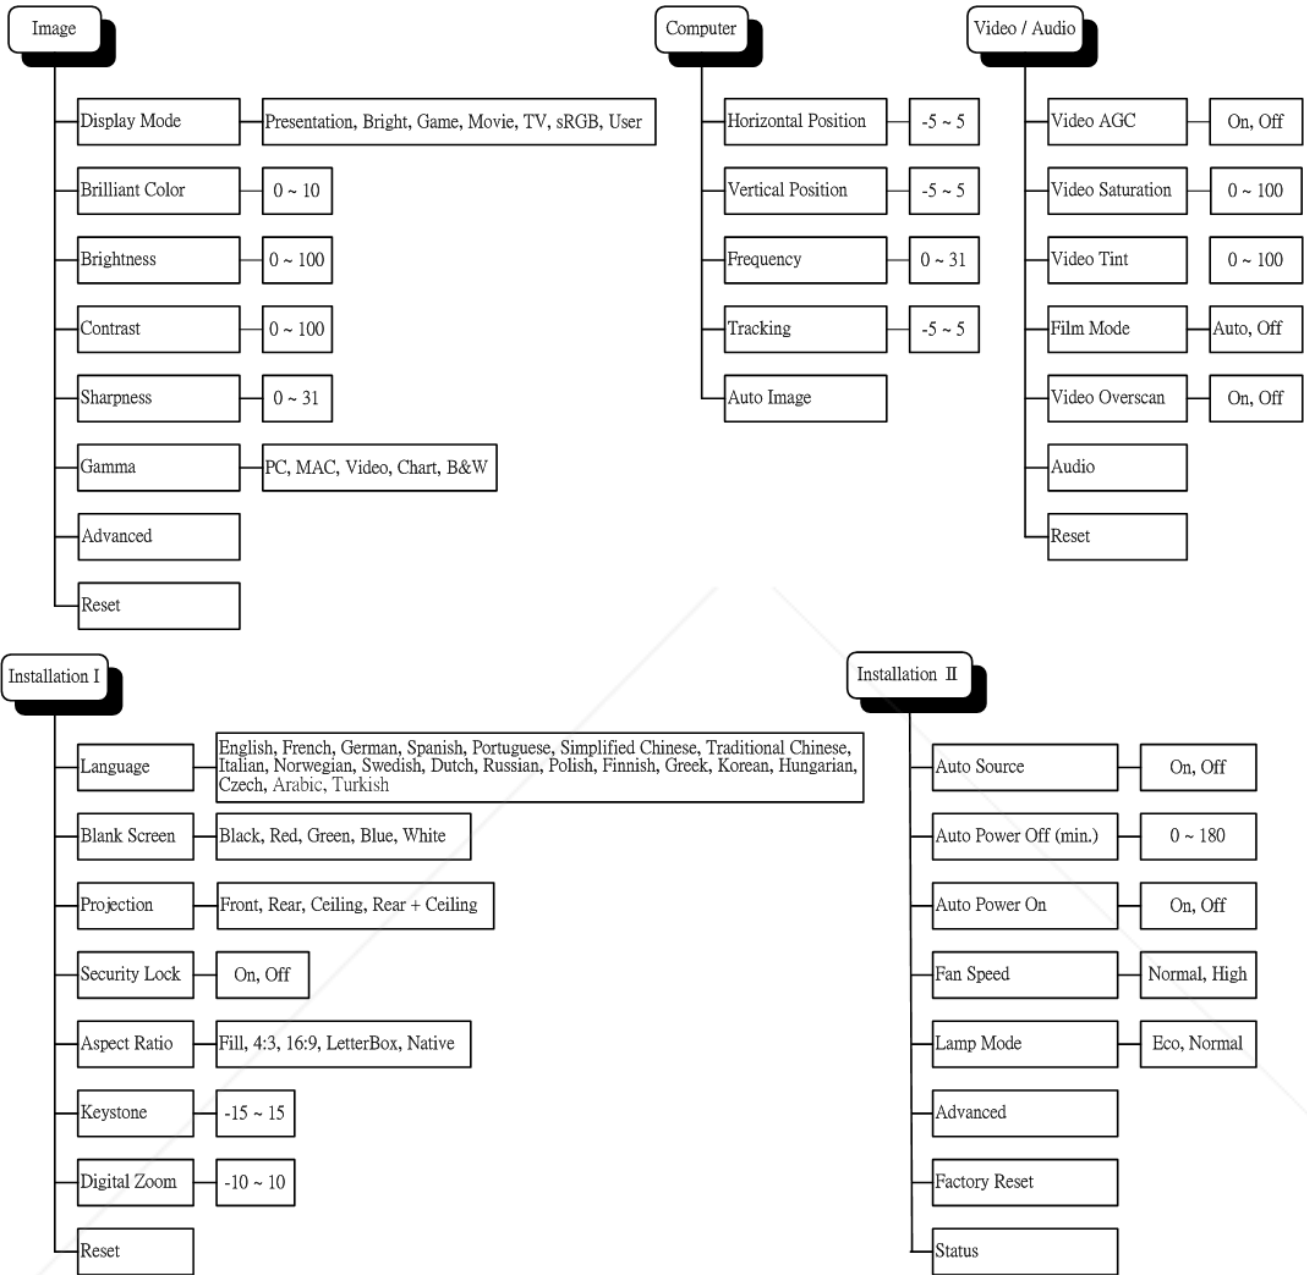 Image
Display Mode
Presentation, Bright, Game, Movie, TV, sRGB, User
Brilliant Color
0 ~ 10
Brightness
0 ~ 100
Contrast
0 ~ 100
Sharpness
0 ~ 31
Gamma
PC, MAC, Video, Chart, B&W
Advanced
Reset
Computer
Horizontal Position
-5 ~ 5
Vertical Position
-5 ~ 5
Frequency
0 ~ 31
Tracking
-5 ~ 5
Auto Image
Video / Audio
Video AGC
On, Off
Video Saturation
0 ~ 100
Video Tint
0 ~ 100
Film Mode
Auto, Off
Video Overscan
On, Off
Audio
Reset
Installation I
Language
English, French, German, Spanish, Portuguese, Simplified Chinese, Traditional Chinese,
Italian, Norwegian, Swedish, Dutch, Russian, Polish, Finnish, Greek, Korean, Hungarian,
Czech, Arabic, Turkish
Blank Screen
Black, Red, Green, Blue, White
Projection
Front, Rear, Ceiling, Rear + Ceiling
Security Lock
On, Off
Aspect Ratio
Fill, 4:3, 16:9, LetterBox, Native
Keystone
-15 ~ 15
Digital Zoom
-10 ~ 10
Reset
Installation II
Auto Source
On, Off
Auto Power Off (min.)
0 ~ 180
Auto Power On
On, Off
Fan Speed
Normal, High
Lamp Mode
Eco, Normal
Advanced
Factory Reset
Status